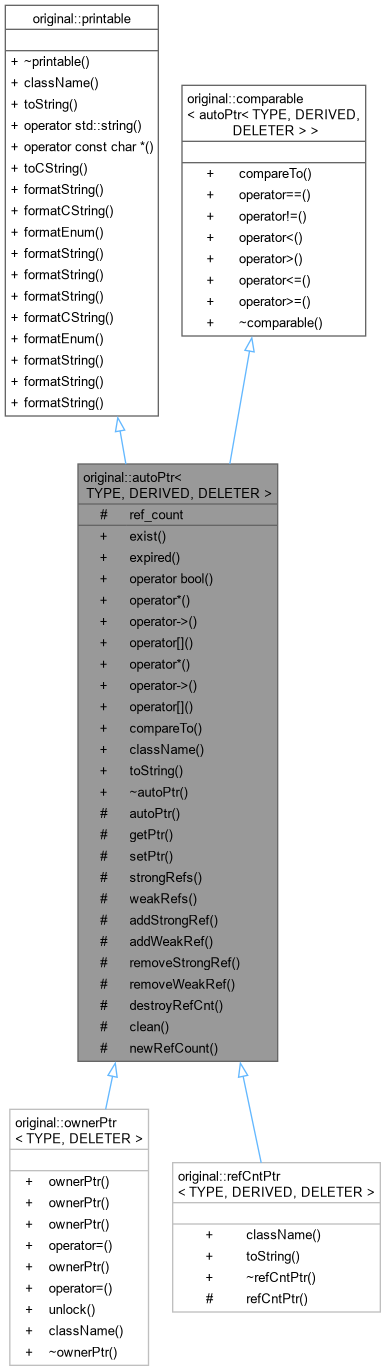 original::printable
+ ~printable()
+ className()
+ toString()
+ operator std::string()
+ operator const char *()
+ toCString()
+ formatString()
+ formatCString()
+ formatEnum()
+ formatString()
+ formatString()
+ formatString()
+ formatCString()
+ formatEnum()
+ formatString()
+ formatString()
+ formatString()
original::comparable
< autoPtr< TYPE, DERIVED,
DELETER > >
+ compareTo()
+ operator==()
+ operator!=()
+ operator<()
+ operator>()
+ operator<=()
+ operator>=()
+ ~comparable()
original::autoPtr<
TYPE, DERIVED, DELETER >
# ref_count
+ exist()
+ expired()
+ operator bool()
+ operator*()
+ operator->()
+ operator[]()
+ operator*()
+ operator->()
+ operator[]()
+ compareTo()
+ className()
+ toString()
+ ~autoPtr()
# autoPtr()
# getPtr()
# setPtr()
# strongRefs()
# weakRefs()
# addStrongRef()
# addWeakRef()
# removeStrongRef()
# removeWeakRef()
# destroyRefCnt()
# clean()
# newRefCount()
original::ownerPtr
< TYPE, DELETER >
+ ownerPtr()
+ ownerPtr()
+ ownerPtr()
+ operator=()
+ ownerPtr()
+ operator=()
+ unlock()
+ className()
+ ~ownerPtr()
original::refCntPtr
< TYPE, DERIVED, DELETER >
+ className()
+ toString()
+ ~refCntPtr()
# refCntPtr()